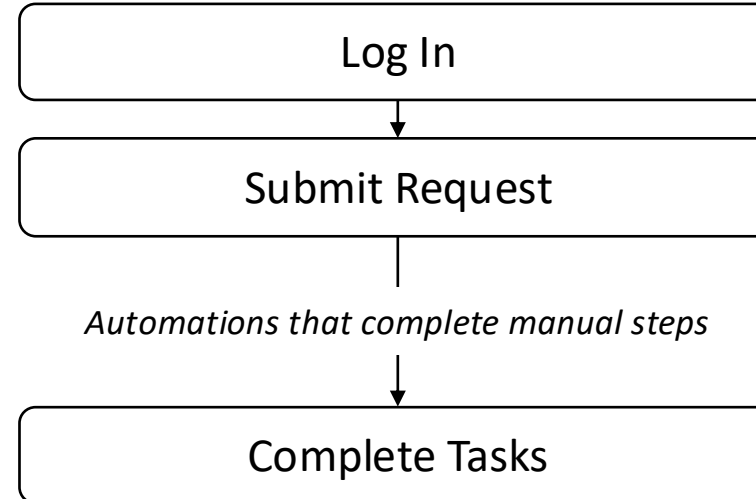 Log In
Submit Request
Automations that complete manual steps
Complete Tasks